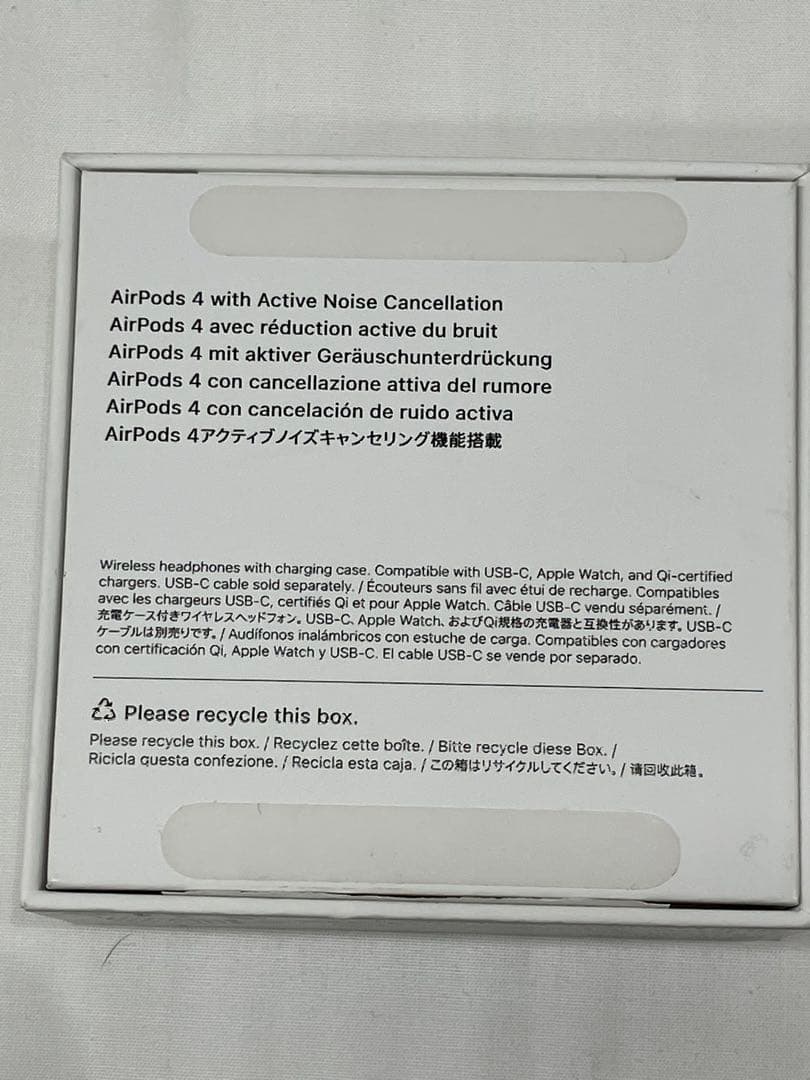 AirPods 4 with Active Noise Cancellation
AirPods 4 avec réduction active du bruit
AirPods 4 mit aktiver Geräuschunterdrückung
AirPods 4 con cancellazione attiva del rumore
AirPods 4 con cancelación de ruido activa
AirPods 4アクティブノイズキャンセリング機能搭載
Wireless headphones with charging case. Compatible with USB-C, Apple Watch, and Qi-certified
chargers. USB-C cable sold separately. / Écouteurs sans fil avec étui de recharge. Compatibles
avec les chargeurs USB-C, certifiés Qi et pour Apple Watch. Câble USB-C vendu séparément. /
充電ケース付きワイヤレスヘッドフォン。USB-C、Apple Watch、およびQi規格の充電器と互換性があります。USB-C
ケーブルは別売りです。/ Audífonos inalámbricos con estuche de carga. Compatibles con cargadores
con certificación Qi, Apple Watch y USB-C. El cable USB-C se vende por separado.
Please recycle this box.
Please recycle this box. / Recyclez cette boîte. / Bitte recycle diese Box. /
Ricicla questa confezione. / Recicla esta caja. / この箱はリサイクルしてください。/ 请回收此箱。